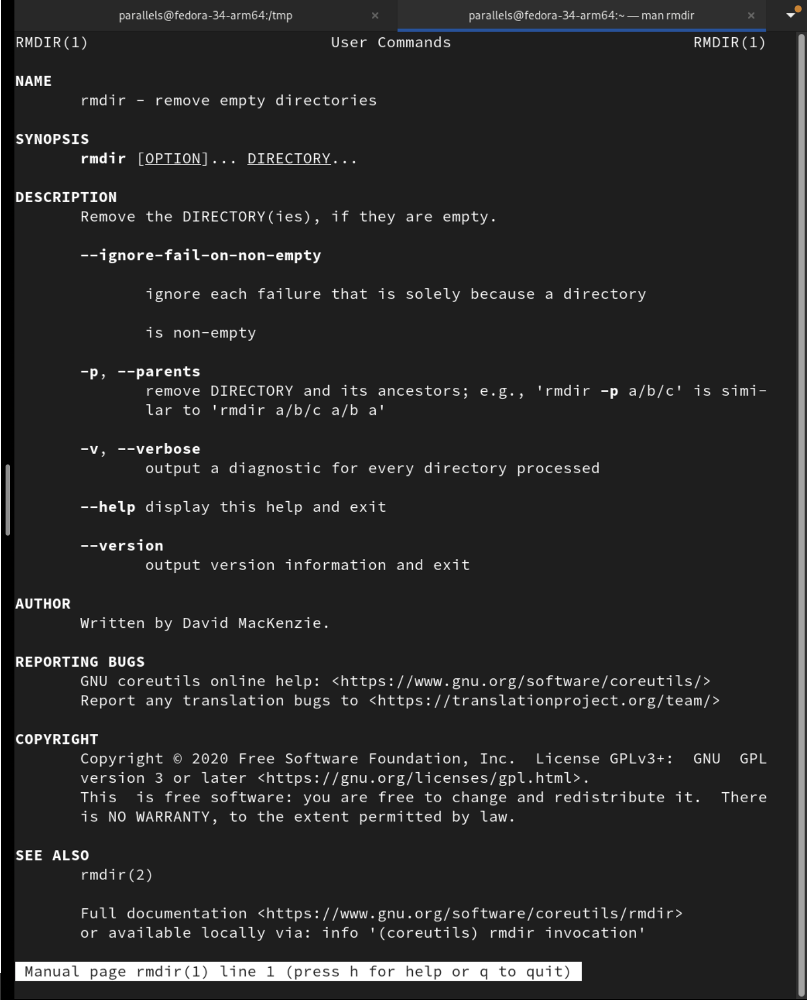 parallels@fedora-34-arm64:/tmp × parallels@fedora-34-arm64:~ — man rmdir ×
RMDIR(1) User Commands RMDIR(1)
NAME
rmdir - remove empty directories
SYNOPSIS
rmdir [OPTION]... DIRECTORY...
DESCRIPTION
Remove the DIRECTORY(ies), if they are empty.
--ignore-fail-on-non-empty
ignore each failure that is solely because a directory
is non-empty
-p, --parents
remove DIRECTORY and its ancestors; e.g., 'rmdir -p a/b/c' is simi-
lar to 'rmdir a/b/c a/b a'
-v, --verbose
output a diagnostic for every directory processed
--help display this help and exit
--version
output version information and exit
AUTHOR
Written by David MacKenzie.
REPORTING BUGS
GNU coreutils online help: <https://www.gnu.org/software/coreutils/>
Report any translation bugs to <https://translationproject.org/team/>
COPYRIGHT
Copyright © 2020 Free Software Foundation, Inc.  License GPLv3+:  GNU  GPL
version 3 or later <https://gnu.org/licenses/gpl.html>.
This  is free software: you are free to change and redistribute it.  There
is NO WARRANTY, to the extent permitted by law.
SEE ALSO
rmdir(2)
Full documentation <https://www.gnu.org/software/coreutils/rmdir>
or available locally via: info '(coreutils) rmdir invocation'
Manual page rmdir(1) line 1 (press h for help or q to quit)